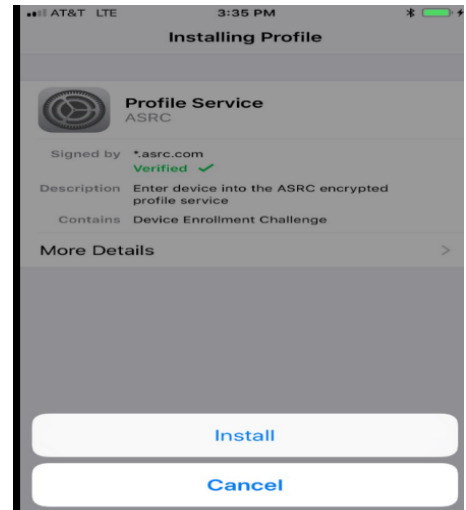 AT&T LTE
3:35 PM
Installing Profile
Profile Service
ASRC
Signed by *.asrc.com
Verified ✓
Description Enter device into the ASRC encrypted
profile service
Contains Device Enrollment Challenge
More Details
Install
Cancel